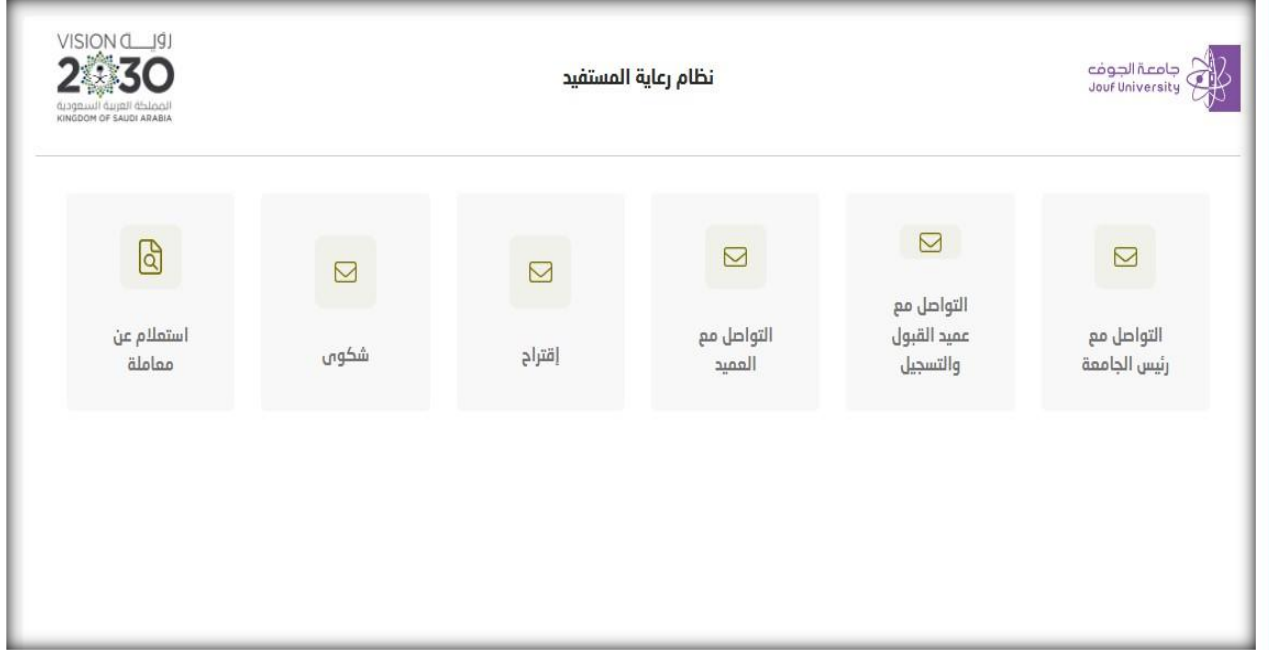 جامعة الجوف
Jouf University
نظام رعاية المستفيد
VISION رؤيــة
2030
المملكة العربية السعودية
KINGDOM OF SAUDI ARABIA
التواصل مع
رئيس الجامعة
التواصل مع
عميد القبول
والتسجيل
التواصل مع
العميد
إقتراح
شكوى
استعلام عن
معاملة